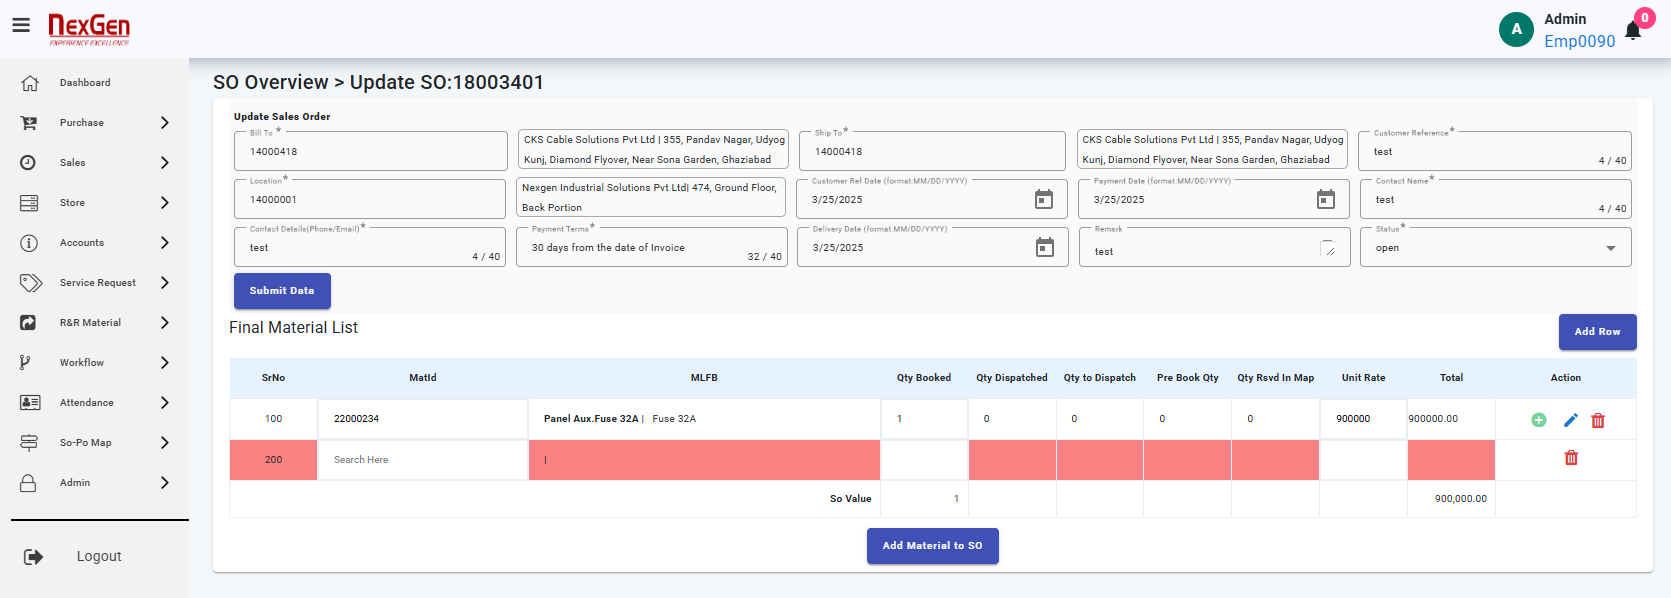 NexGen
EXPERIENCE EXCELLENCE
A
Admin
Emp0090
0
Dashboard
Purchase
Sales
Store
Accounts
Service Request
R&R Material
Workflow
Attendance
So-Po Map
Admin
Logout
SO Overview > Update SO:18003401
Update Sales Order
Bill To *
14000418
CKS Cable Solutions Pvt Ltd | 355, Pandav Nagar, Udyog
Kunj, Diamond Flyover, Near Sona Garden, Ghaziabad
Ship To *
14000418
CKS Cable Solutions Pvt Ltd | 355, Pandav Nagar, Udyog
Kunj, Diamond Flyover, Near Sona Garden, Ghaziabad
Customer Reference *
test
4 / 40
Location *
14000001
Nexgen Industrial Solutions Pvt Ltd| 474, Ground Floor,
Back Portion
Customer Ref Date (format:MM/DD/YYYY)
3/25/2025
Payment Date (format:MM/DD/YYYY)
3/25/2025
Contact Name *
test
4 / 40
Contact Details(Phone/Email) *
test
4 / 40
Payment Terms *
30 days from the date of Invoice
32 / 40
Delivery Date (format:MM/DD/YYYY)
3/25/2025
Remark
test
Status *
open
Submit Data
Final Material List
Add Row
SrNo MatId MLFB Qty Booked Qty Dispatched Qty to Dispatch Pre Book Qty Qty Rsvd In Map Unit Rate Total Action
100 22000234 Panel Aux.Fuse 32A | Fuse 32A 1 0 0 0 0 900000 900000.00
200 Search Here |
So Value 1 900,000.00
Add Material to SO